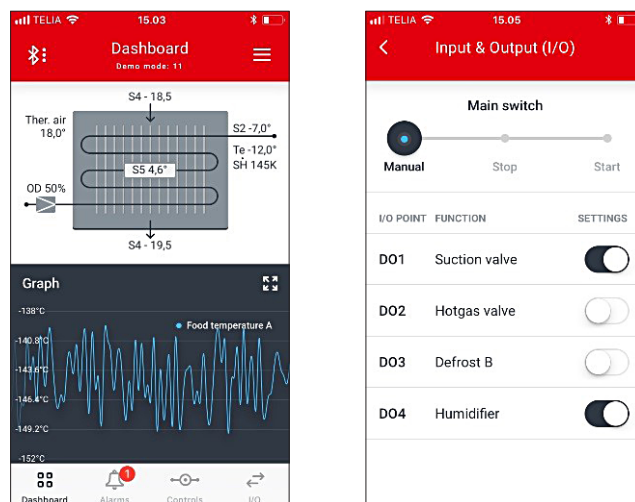 TELIA
15.03
Dashboard
Demo mode: 11
S4 - 18,5
Ther. air
18,0°
S2 -7,0°
Te -12,0°
SH 145K
S5 4,6°
OD 50%
S4 - 19,5
Graph
-138°C
Food temperature A
-140.8°C
-143.6°C
-146.4°C
-149.2°C
-152°C
1
Dashboard
Alarms
Controls
I/O
TELIA
15.05
Input & Output (I/O)
Main switch
Manual
Stop
Start
I/O POINT FUNCTION SETTINGS
DO1 Suction valve
DO2 Hotgas valve
DO3 Defrost B
DO4 Humidifier